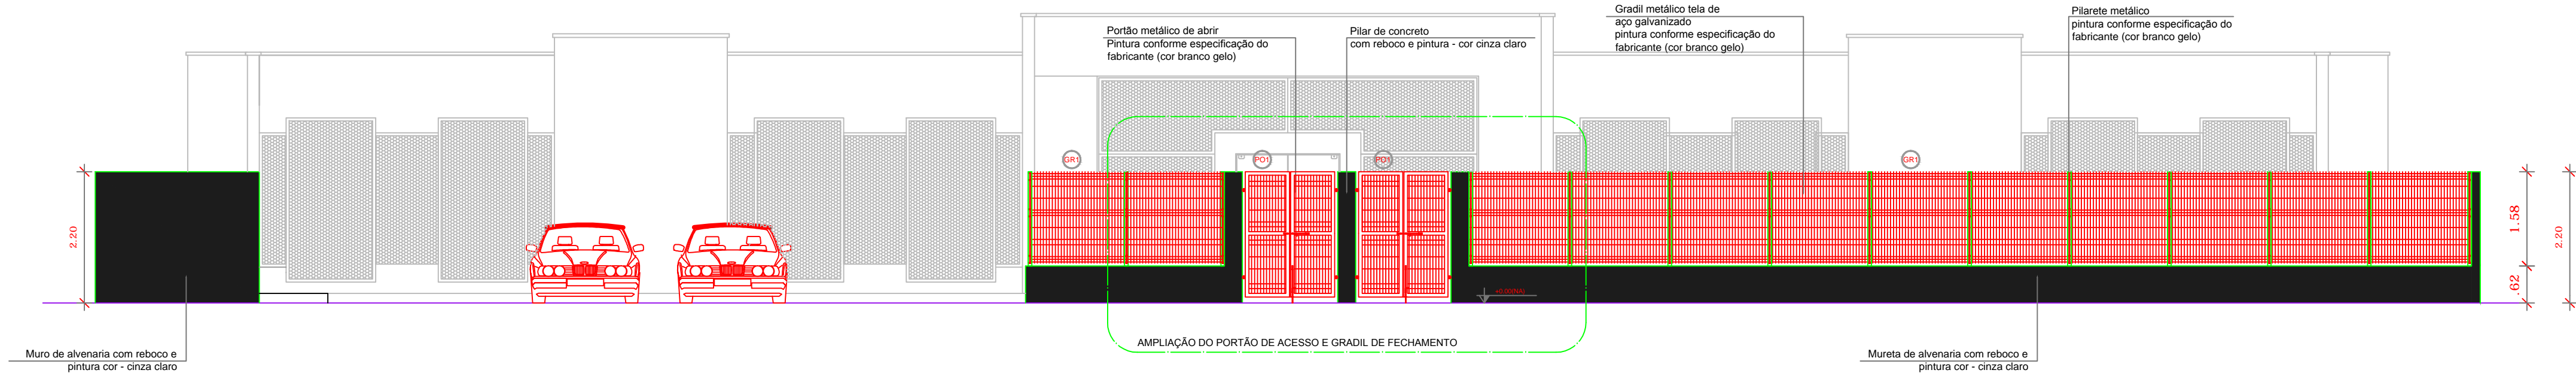 Portão metálico de abrir
Pintura conforme especificação do
fabricante (cor branco gelo)
Pilar de concreto
com reboco e pintura - cor cinza claro
Gradil metálico tela de
aço galvanizado
pintura conforme especificação do
fabricante (cor branco gelo)
Pilarete metálico
pintura conforme especificação do
fabricante (cor branco gelo)
GR1
PO1
PO1
GR1
2.20
1.58
.62
2.20
+0,00(NA)
AMPLIAÇÃO DO PORTÃO DE ACESSO E GRADIL DE FECHAMENTO
Muro de alvenaria com reboco e
pintura cor - cinza claro
Mureta de alvenaria com reboco e
pintura cor - cinza claro